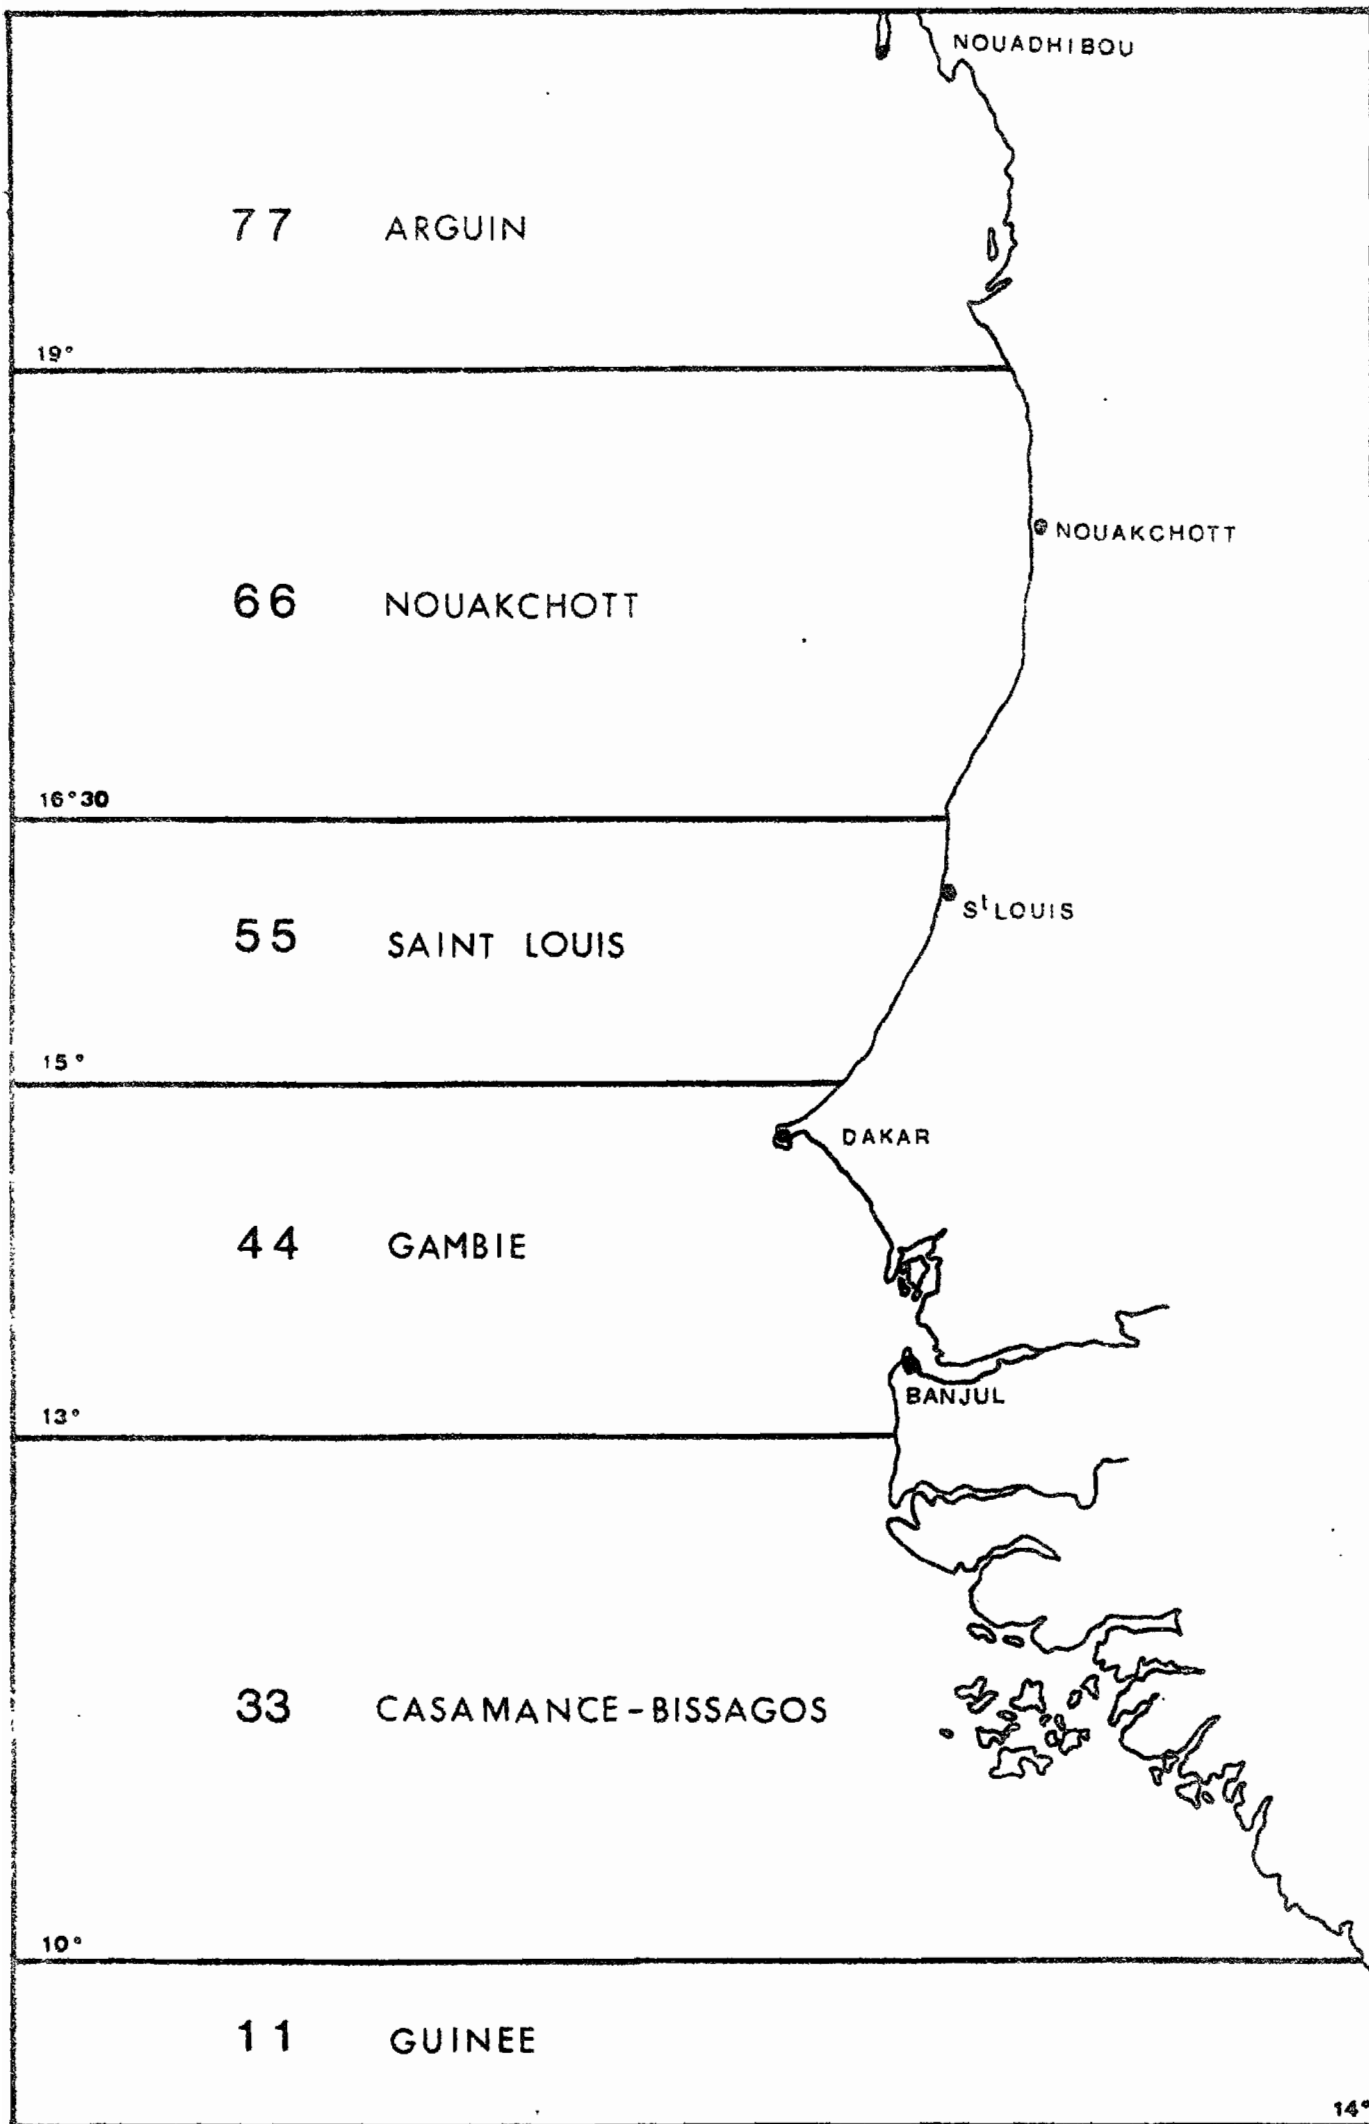 NOUADHIBOU
77 ARGUIN
19°
NOUAKCHOTT
66 NOUAKCHOTT
16°30
St LOUIS
55 SAINT LOUIS
15°
DAKAR
44 GAMBIE
BANJUL
13°
33 CASAMANCE-BISSAGOS
10°
11 GUINEE
14°